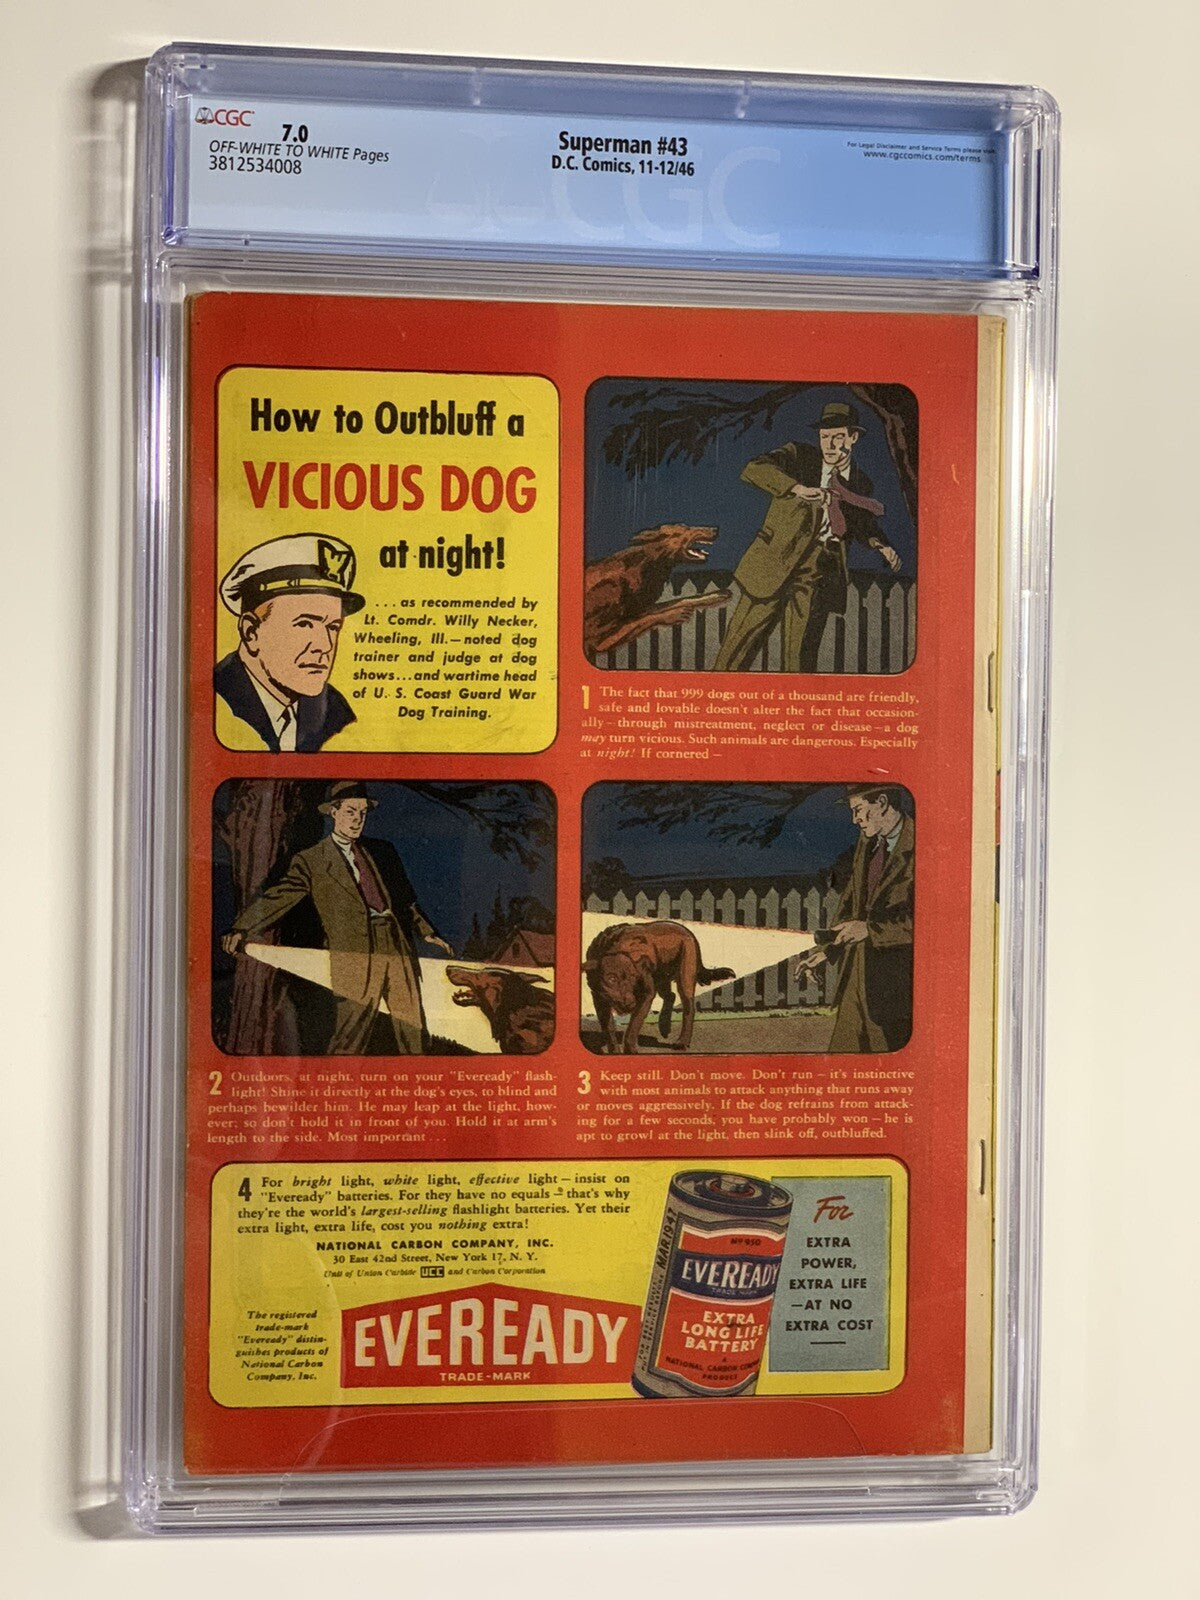 CGC
7.0
OFF-WHITE TO WHITE Pages
3812534008
Superman #43
D.C. Comics, 11-12/46
For Legal Disclaimer and Service Terms please visit
www.cgccomics.com/terms
CGC
How to Outbluff a
VICIOUS DOG
at night!
... as recommended by
Lt. Comdr. Willy Necker,
Wheeling, Ill.—noted dog
trainer and judge at dog
shows...and wartime head
of U. S. Coast Guard War
Dog Training.
1 The fact that 999 dogs out of a thousand are friendly,
safe and lovable doesn't alter the fact that occasion-
ally—through mistreatment, neglect or disease—a dog
may turn vicious. Such animals are dangerous. Especially
at night! If cornered—
2 Outdoors, at night, turn on your "Eveready" flash-
light! Shine it directly at the dog's eyes, to blind and
perhaps bewilder him. He may leap at the light, how-
ever; so don't hold it in front of you. Hold it at arm's
length to the side. Most important ...
3 Keep still. Don't move. Don't run—it's instinctive
with most animals to attack anything that runs away
or moves aggressively. If the dog refrains from attack-
ing for a few seconds, you have probably won—he is
apt to growl at the light, then slink off, outbluffed.
4 For bright light, white light, effective light—insist on
"Eveready" batteries. For they have no equals—that's why
they're the world's largest-selling flashlight batteries. Yet their
extra light, extra life, cost you nothing extra!
NATIONAL CARBON COMPANY, INC.
30 East 42nd Street, New York 17, N. Y.
Unit of Union Carbide UCC and Carbon Corporation
The registered
trade-mark
"Eveready" distin-
guishes products of
National Carbon
Company, Inc.
EVEREADY
TRADE-MARK
MAR 1947
No 950
EVEREADY
TRADE MARK
EXTRA
LONG LIFE
BATTERY
A
NATIONAL CARBON COMPANY
PRODUCT
For
EXTRA
POWER,
EXTRA LIFE
—AT NO
EXTRA COST